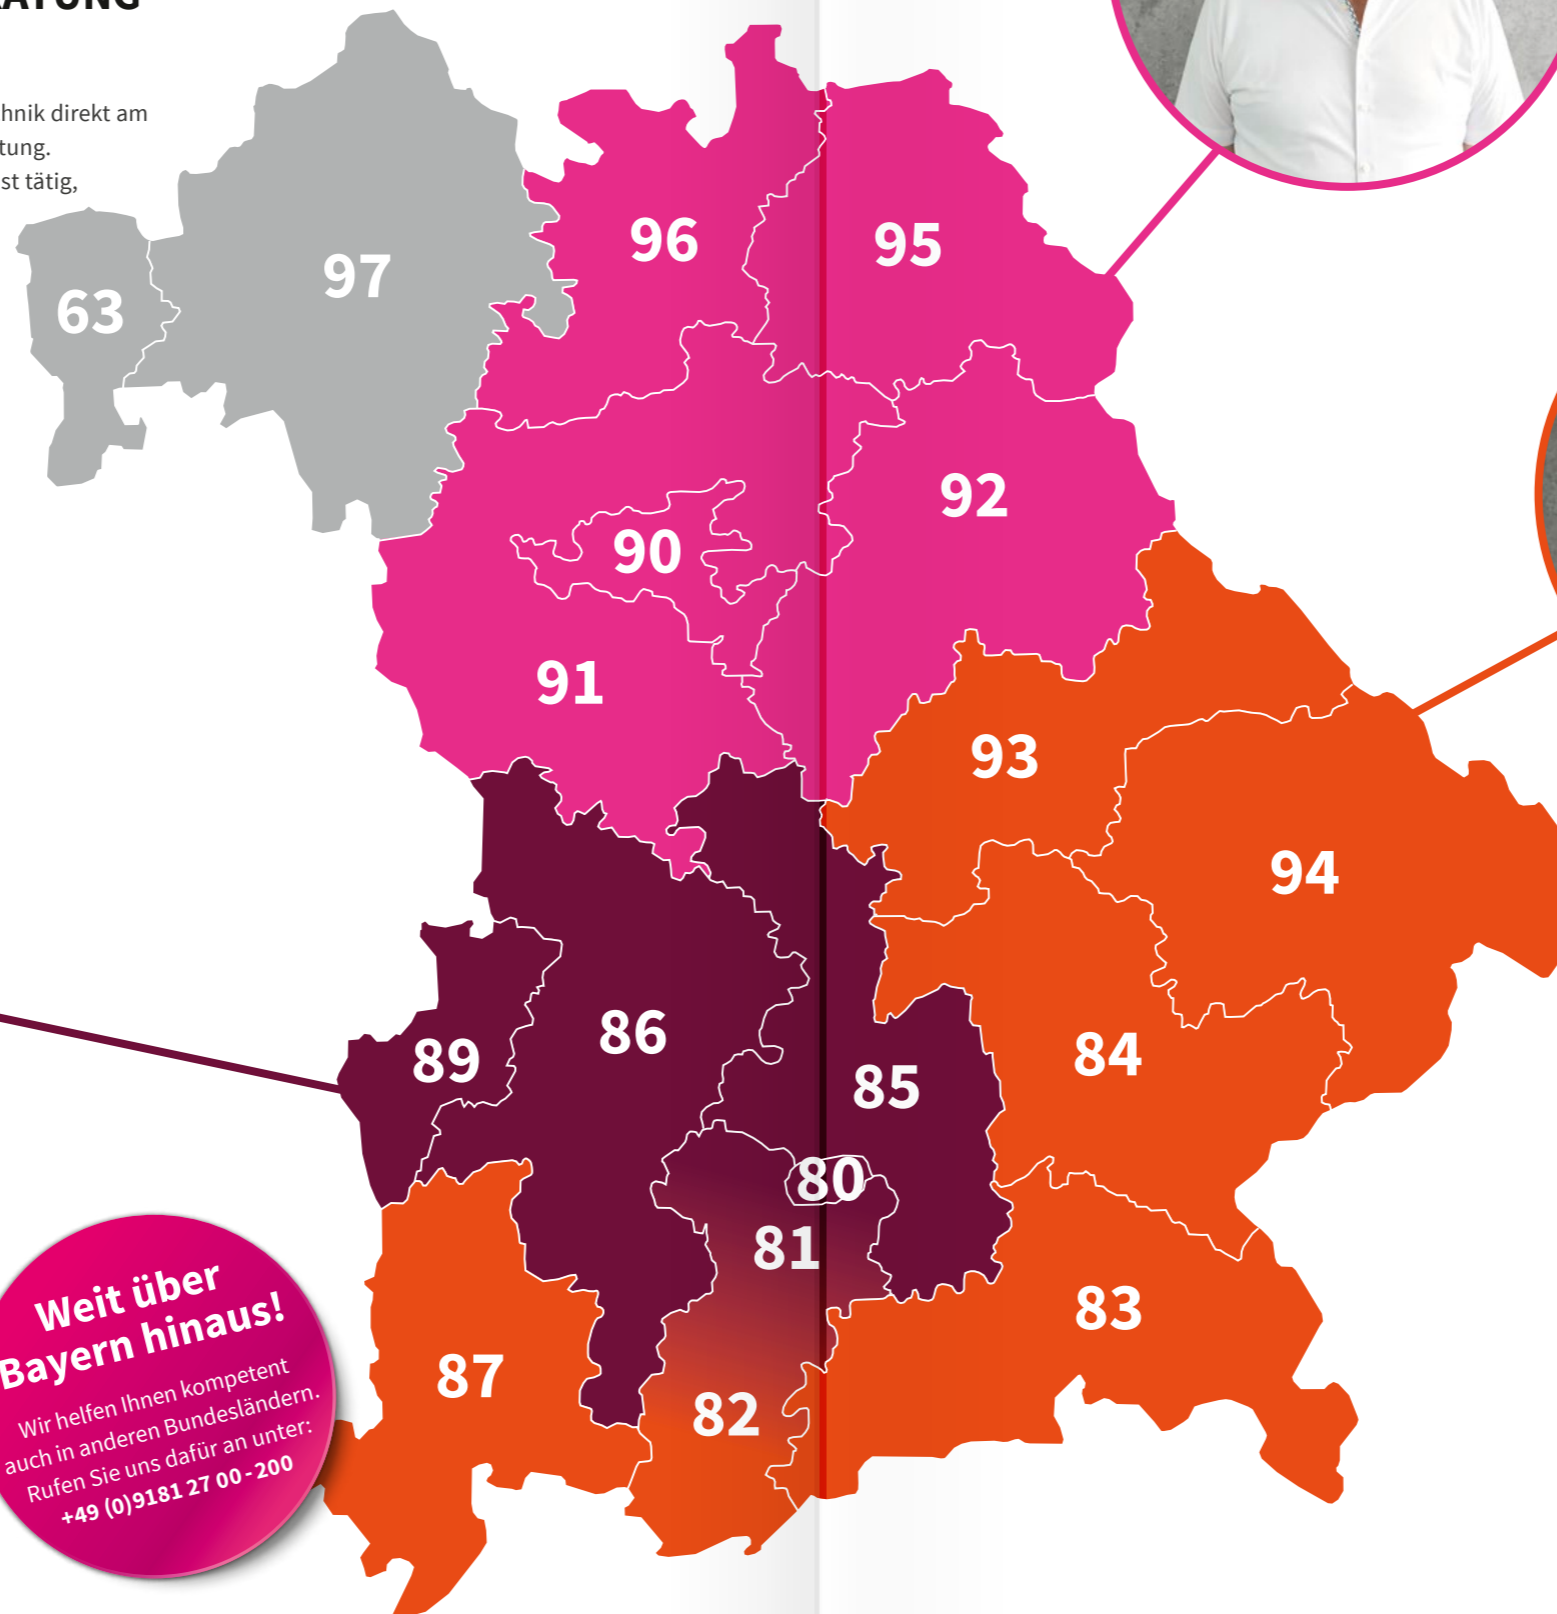 hnik direkt am
tung.
st tätig,
63
97
96
95
92
90
91
93
94
86
89
85
84
80
81
83
87
82
Weit über
Bayern hinaus!
Wir helfen Ihnen kompetent
auch in anderen Bundesländern.
Rufen Sie uns dafür an unter:
+49 (0)9181 27 00-200